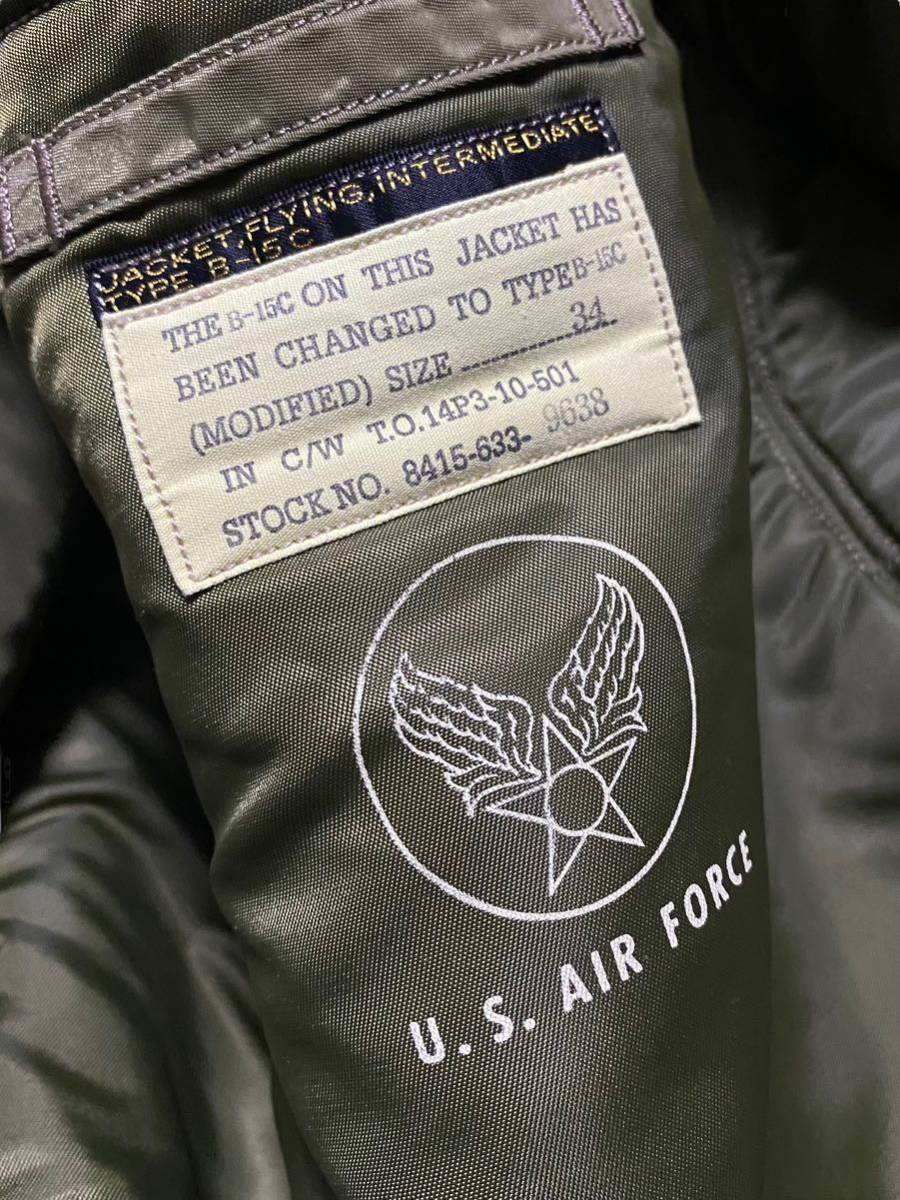 JACKET,FLYING,INTERMEDIATE
TYPE B-15C
THE B-15C ON THIS JACKET HAS
BEEN CHANGED TO TYPEB-15C
(MODIFIED) SIZE ------------- 34
IN C/W T.O.14P3-10-501
STOCK NO. 8415-633- 9638
U.S. AIR FORCE